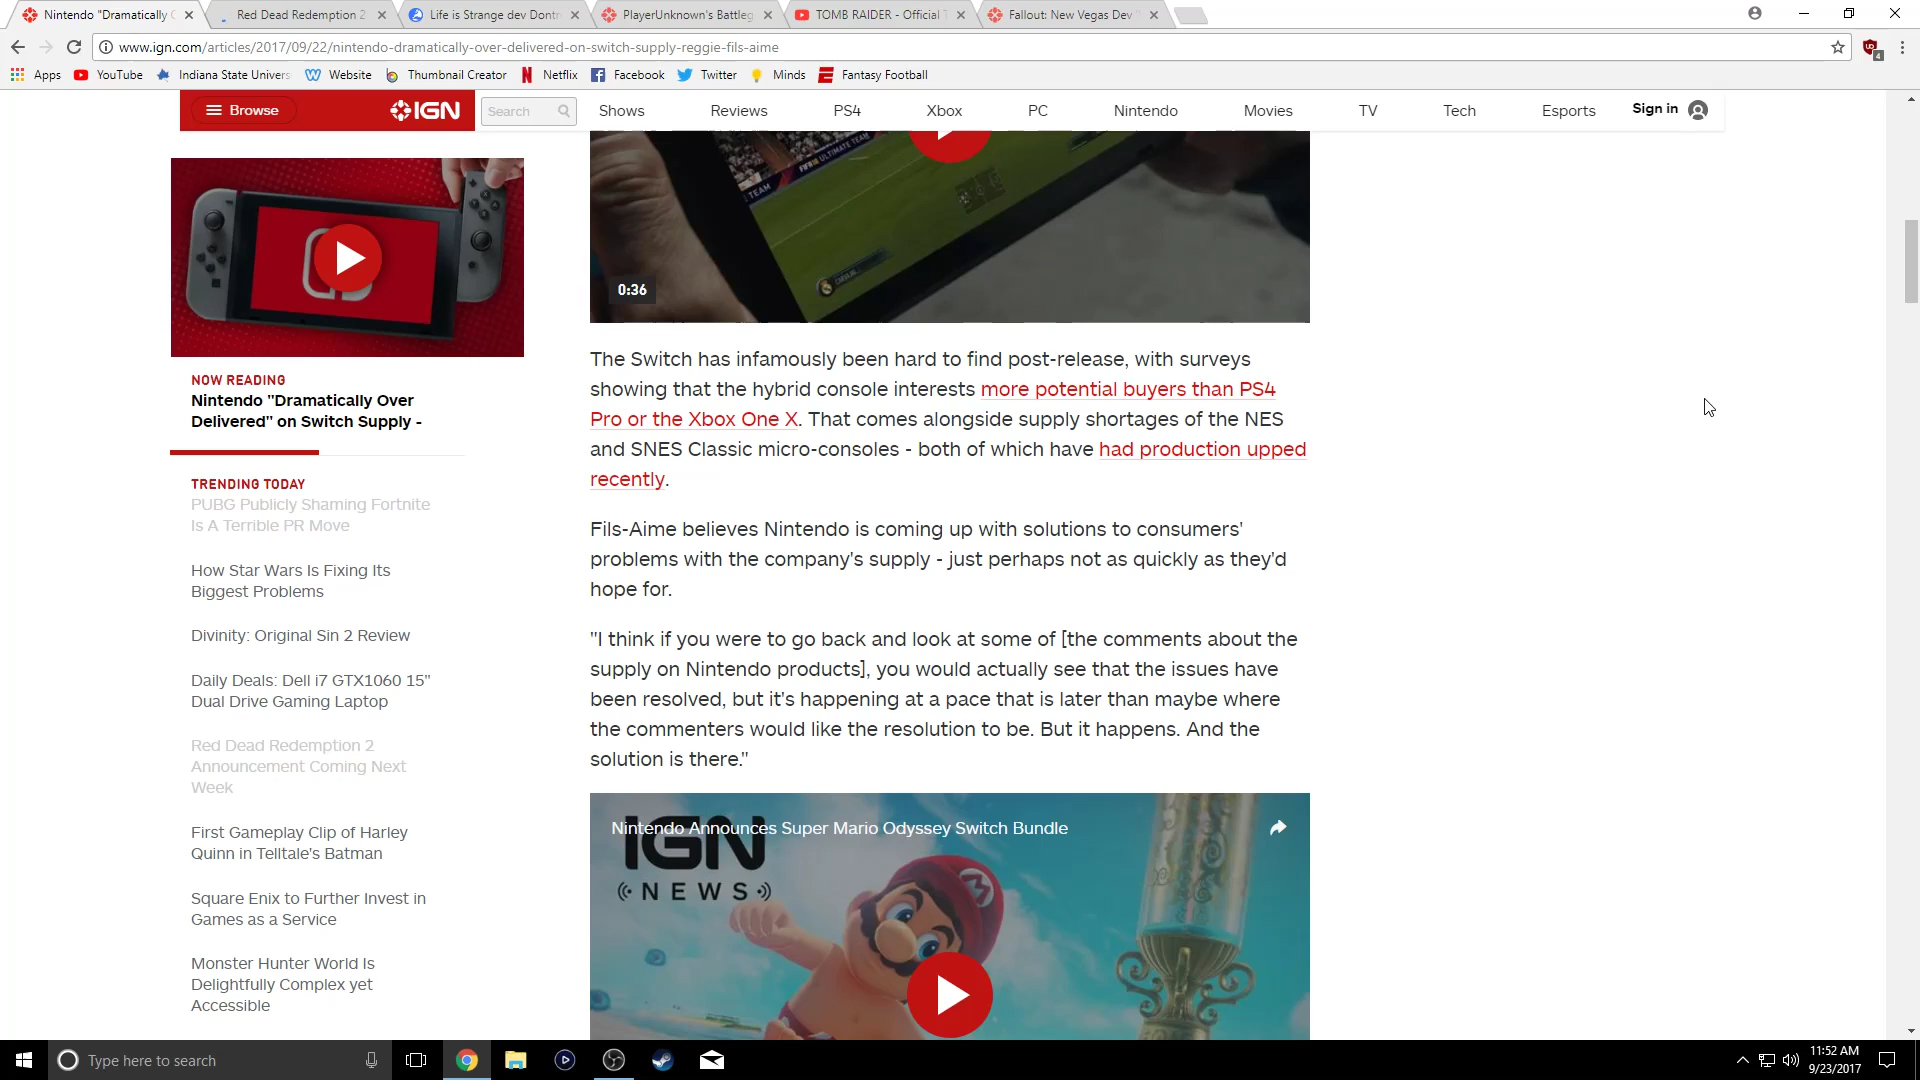 Nintendo "Dramatically O
Red Dead Redemption 2
Life is Strange dev Dontn
PlayerUnknown's Battleg
TOMB RAIDER - Official T
Fallout: New Vegas Dev
www.ign.com/articles/2017/09/22/nintendo-dramatically-over-delivered-on-switch-supply-reggie-fils-aime
4
Apps YouTube Indiana State Univers Website Thumbnail Creator Netflix Facebook Twitter Minds Fantasy Football
Browse IGN Search Shows Reviews PS4 Xbox PC Nintendo Movies TV Tech Esports Sign in
FIFA 18 ULTIMATE TEAM
0:36
NOW READING
Nintendo "Dramatically Over
Delivered" on Switch Supply -
TRENDING TODAY
PUBG Publicly Shaming Fortnite
Is A Terrible PR Move
How Star Wars Is Fixing Its
Biggest Problems
Divinity: Original Sin 2 Review
Daily Deals: Dell i7 GTX1060 15"
Dual Drive Gaming Laptop
Red Dead Redemption 2
Announcement Coming Next
Week
First Gameplay Clip of Harley
Quinn in Telltale's Batman
Square Enix to Further Invest in
Games as a Service
Monster Hunter World Is
Delightfully Complex yet
Accessible
The Switch has infamously been hard to find post-release, with surveys
showing that the hybrid console interests more potential buyers than PS4
Pro or the Xbox One X. That comes alongside supply shortages of the NES
and SNES Classic micro-consoles - both of which have had production upped
recently.
Fils-Aime believes Nintendo is coming up with solutions to consumers'
problems with the company's supply - just perhaps not as quickly as they'd
hope for.
"I think if you were to go back and look at some of [the comments about the
supply on Nintendo products], you would actually see that the issues have
been resolved, but it's happening at a pace that is later than maybe where
the commenters would like the resolution to be. But it happens. And the
solution is there."
Nintendo Announces Super Mario Odyssey Switch Bundle
IGN
NEWS
M
Type here to search
11:52 AM
9/23/2017